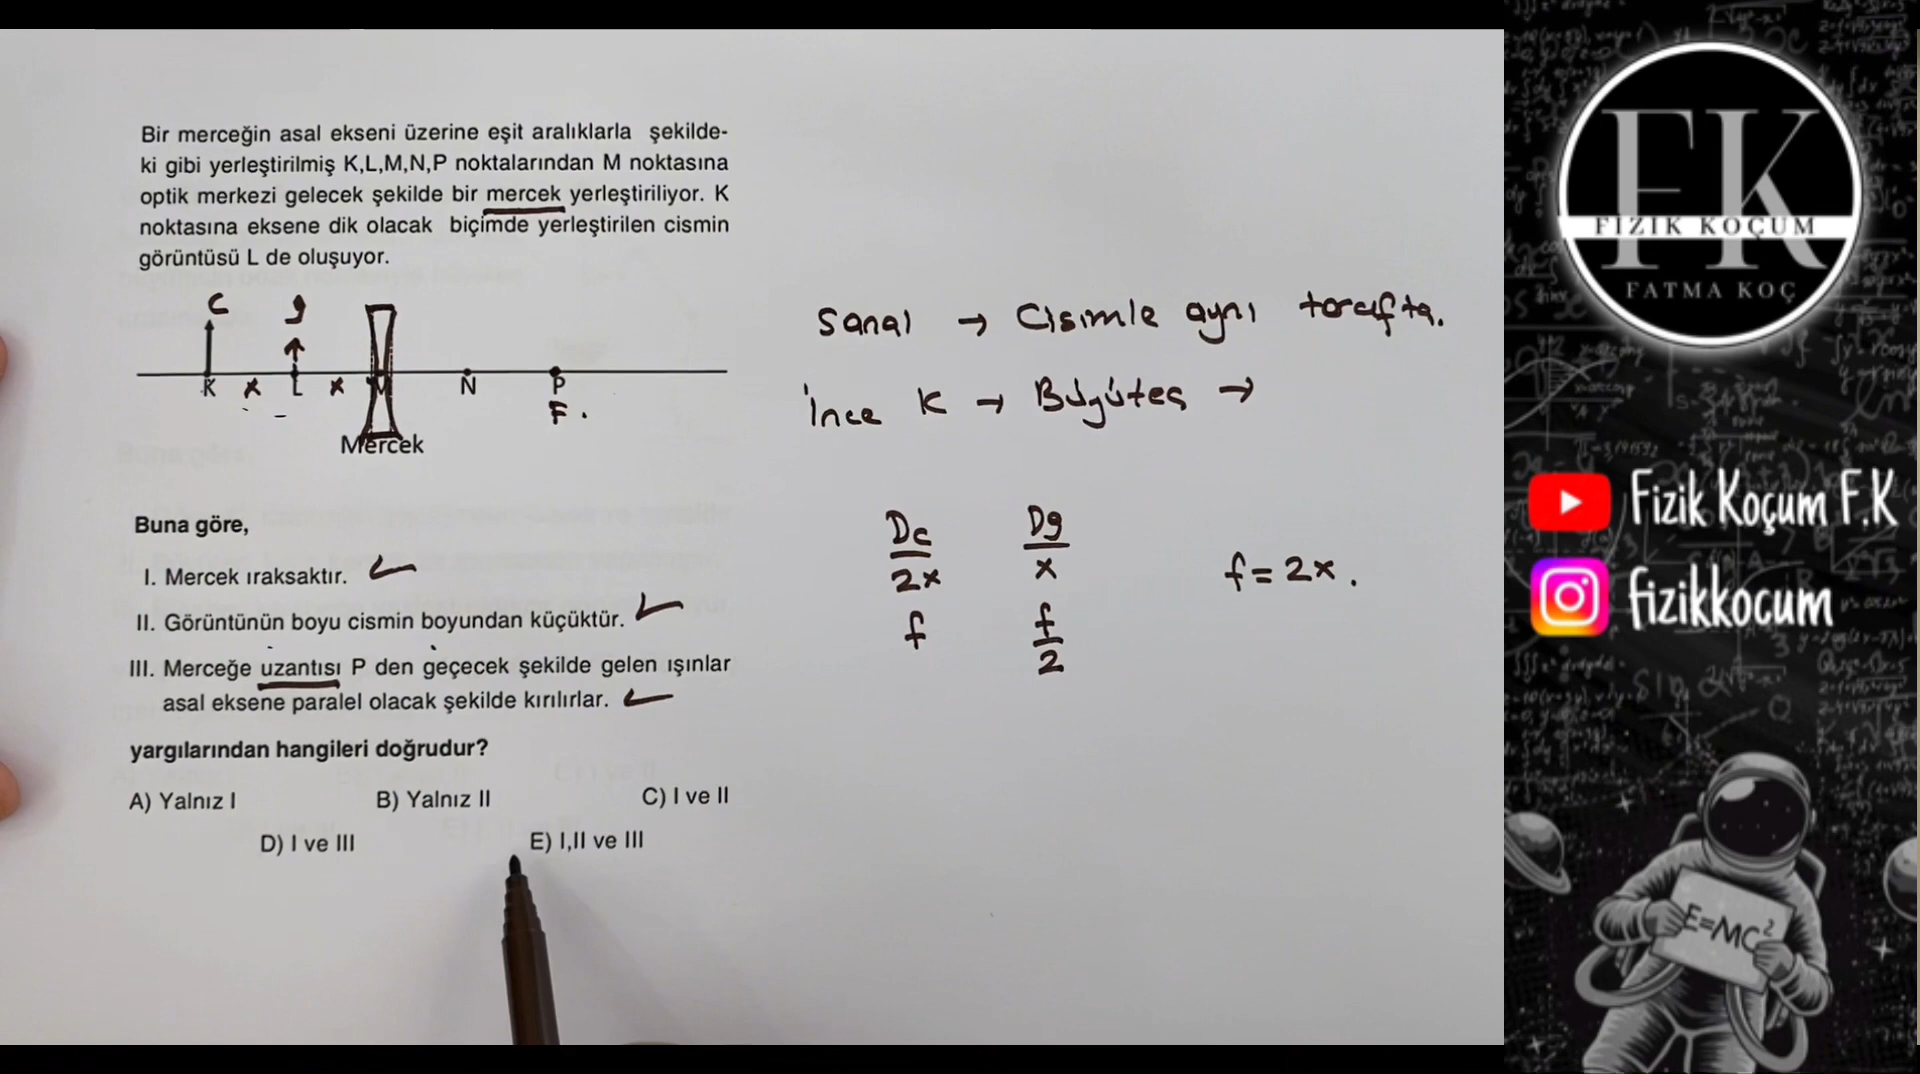 Bir merceğin asal ekseni üzerine eşit aralıklarla şekilde-
ki gibi yerleştirilmiş K,L,M,N,P noktalarından M noktasına
optik merkezi gelecek şekilde bir mercek yerleştiriliyor. K
noktasına eksene dik olacak biçimde yerleştirilen cismin
görüntüsü L de oluşuyor.
C g
K x L x M N P
F.
Mercek
Buna göre,
I. Mercek ıraksaktır.
II. Görüntünün boyu cismin boyundan küçüktür.
III. Merceğe uzantısı P den geçecek şekilde gelen ışınlar
asal eksene paralel olacak şekilde kırılırlar.
yargılarından hangileri doğrudur?
A) Yalnız I B) Yalnız II C) I ve II
D) I ve III E) I,II ve III
Sanal → Cisimle aynı tarafta.
İnce K → Büyüteç →
Dc Dg
2x x f = 2x.
f f
2
FK
FIZIK KOÇUM
FATMA KOÇ
Fizik Koçum F.K
fizikkocum
E=MC²